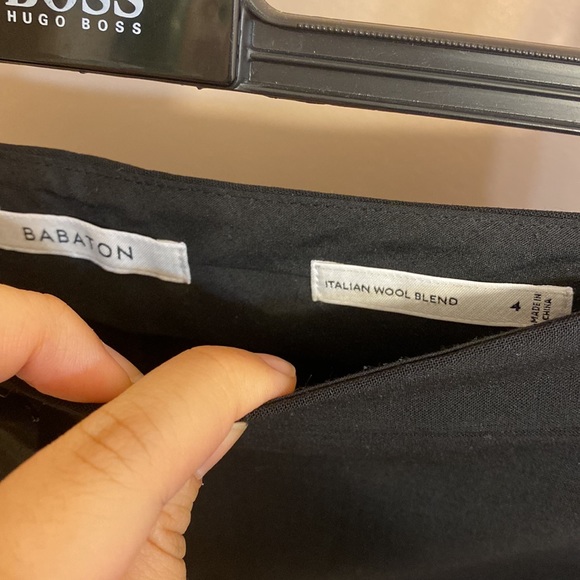 BOSS
HUGO BOSS
BABATON
ITALIAN WOOL BLEND
4
MADE IN
CHINA